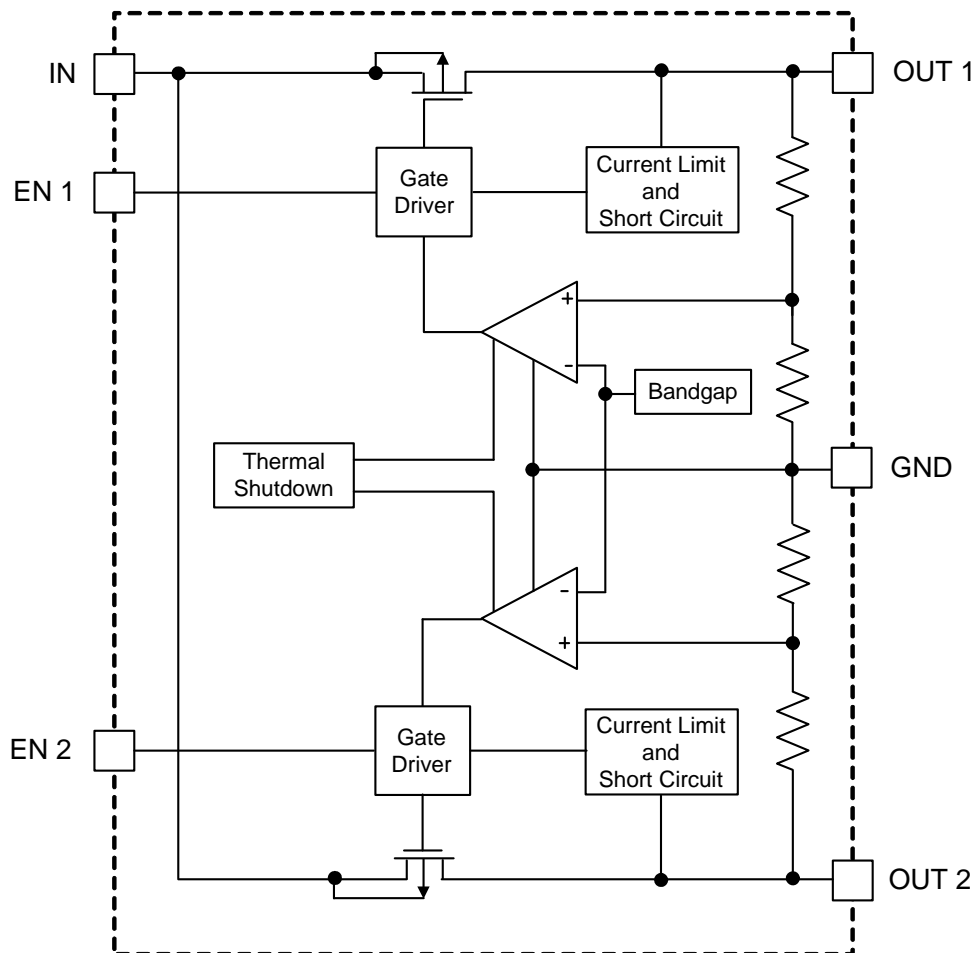 IN
OUT 1
EN 1
Gate
Driver
Current Limit
and
Short Circuit
+
-
Bandgap
Thermal
Shutdown
GND
-
+
EN 2
Gate
Driver
Current Limit
and
Short Circuit
OUT 2